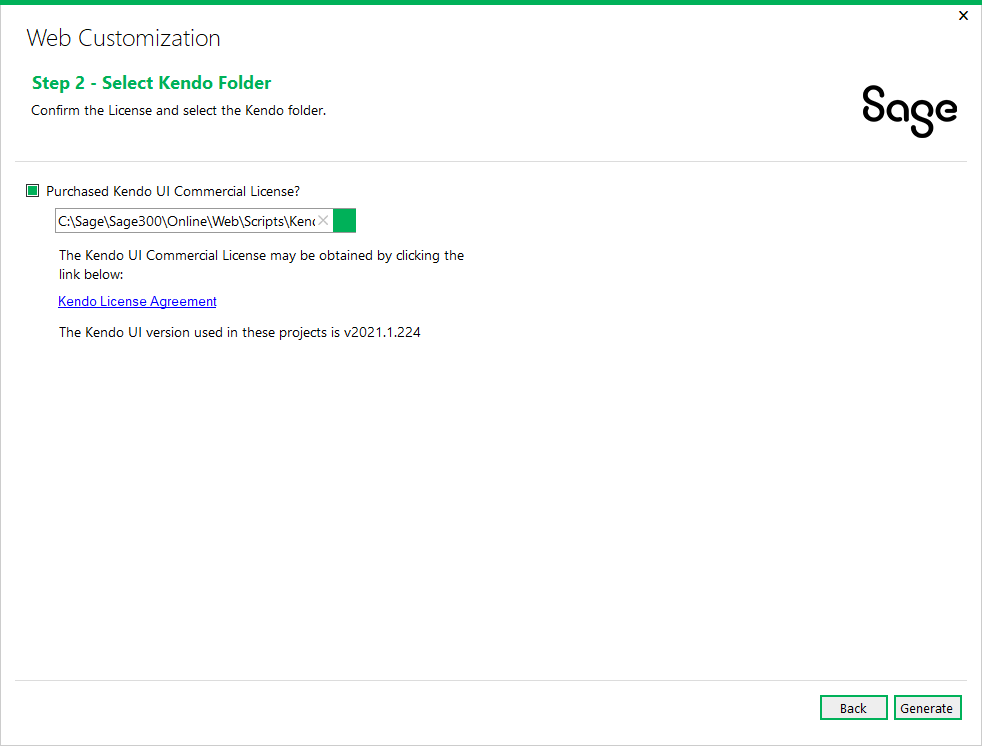 Web Customization
Step 2 - Select Kendo Folder
Confirm the License and select the Kendo folder.
Sage
Purchased Kendo UI Commercial License?
C:\Sage\Sage300\Online\Web\Scripts\Kend
The Kendo UI Commercial License may be obtained by clicking the
link below:
Kendo License Agreement
The Kendo UI version used in these projects is v2021.1.224
Back
Generate